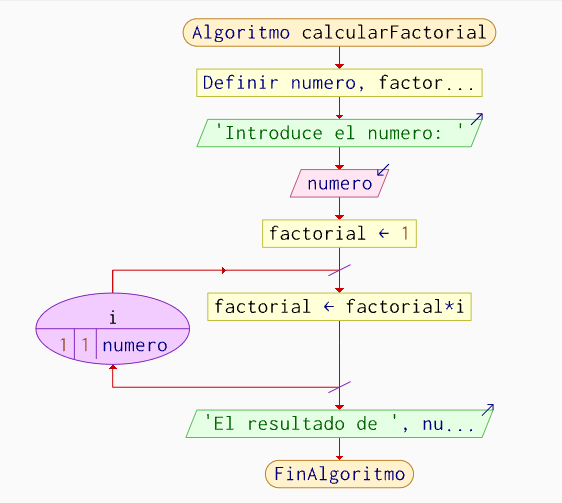 Algoritmo calcularFactorial
Definir numero, factor...
'Introduce el numero: '
numero
factorial ← 1
i
1 1 numero
factorial ← factorial*i
'El resultado de ', nu...
FinAlgoritmo